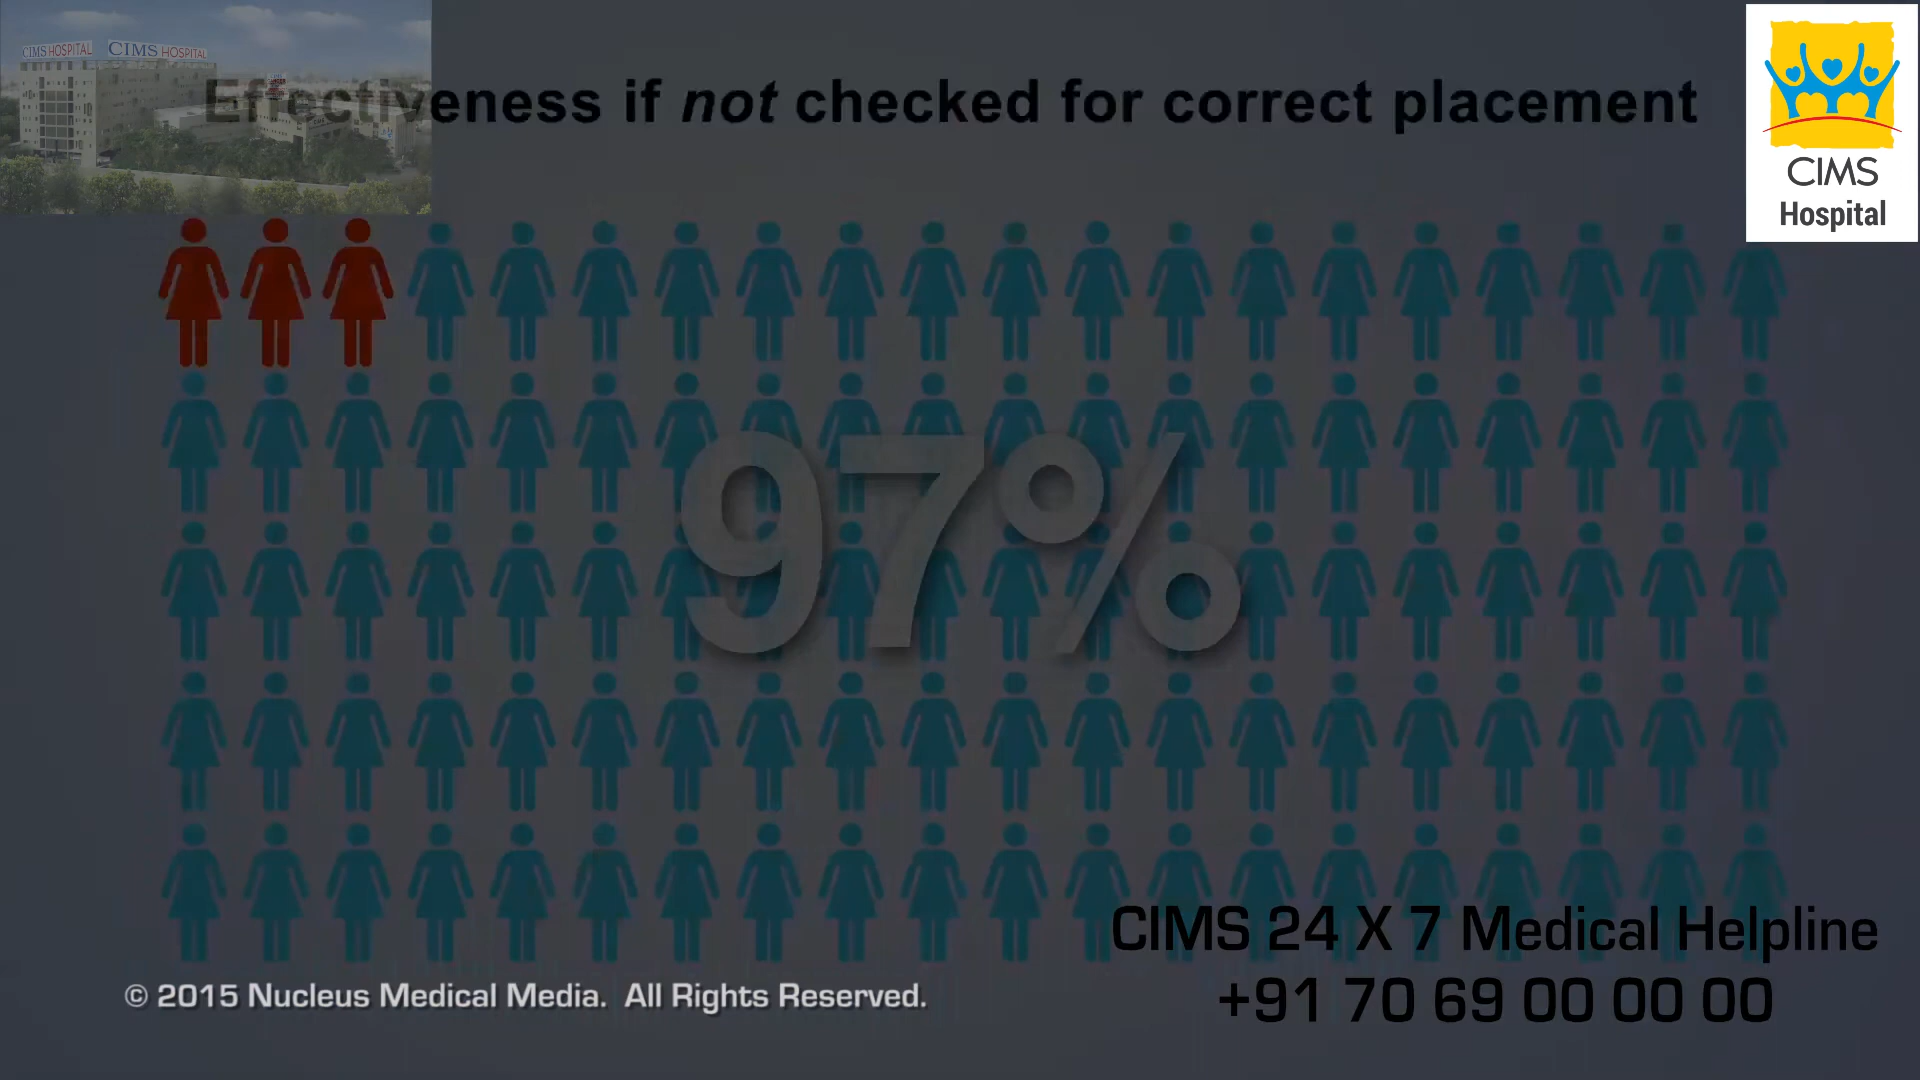 CIMS HOSPITAL CIMS HOSPITAL
Effectiveness if not checked for correct placement
CIMS
Hospital
97%
CIMS 24 X 7 Medical Helpline
+91 70 69 00 00 00
© 2015 Nucleus Medical Media. All Rights Reserved.